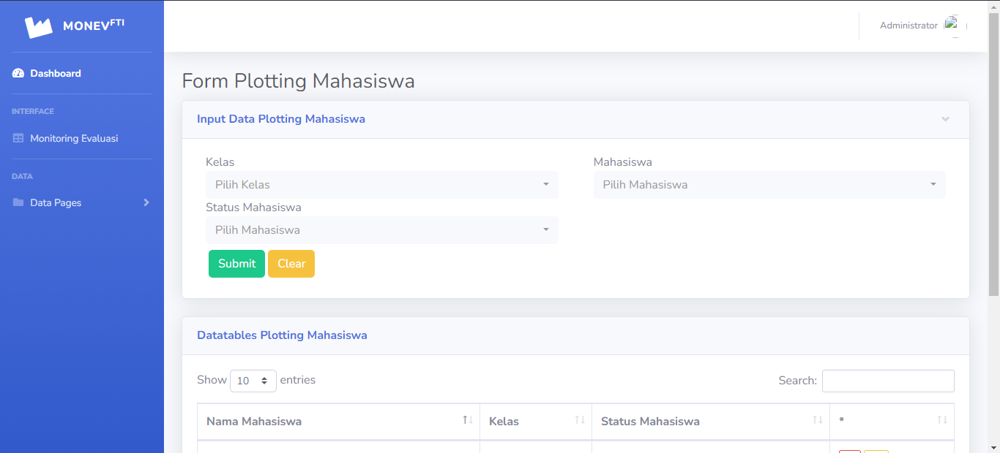 MONEV FTI
Administrator
Dashboard
INTERFACE
Monitoring Evaluasi
DATA
Data Pages
Form Plotting Mahasiswa
Input Data Plotting Mahasiswa
Kelas
Mahasiswa
Pilih Kelas
Pilih Mahasiswa
Status Mahasiswa
Pilih Mahasiswa
Submit Clear
Datatables Plotting Mahasiswa
Show 10 entries
Search:
Nama Mahasiswa Kelas Status Mahasiswa *